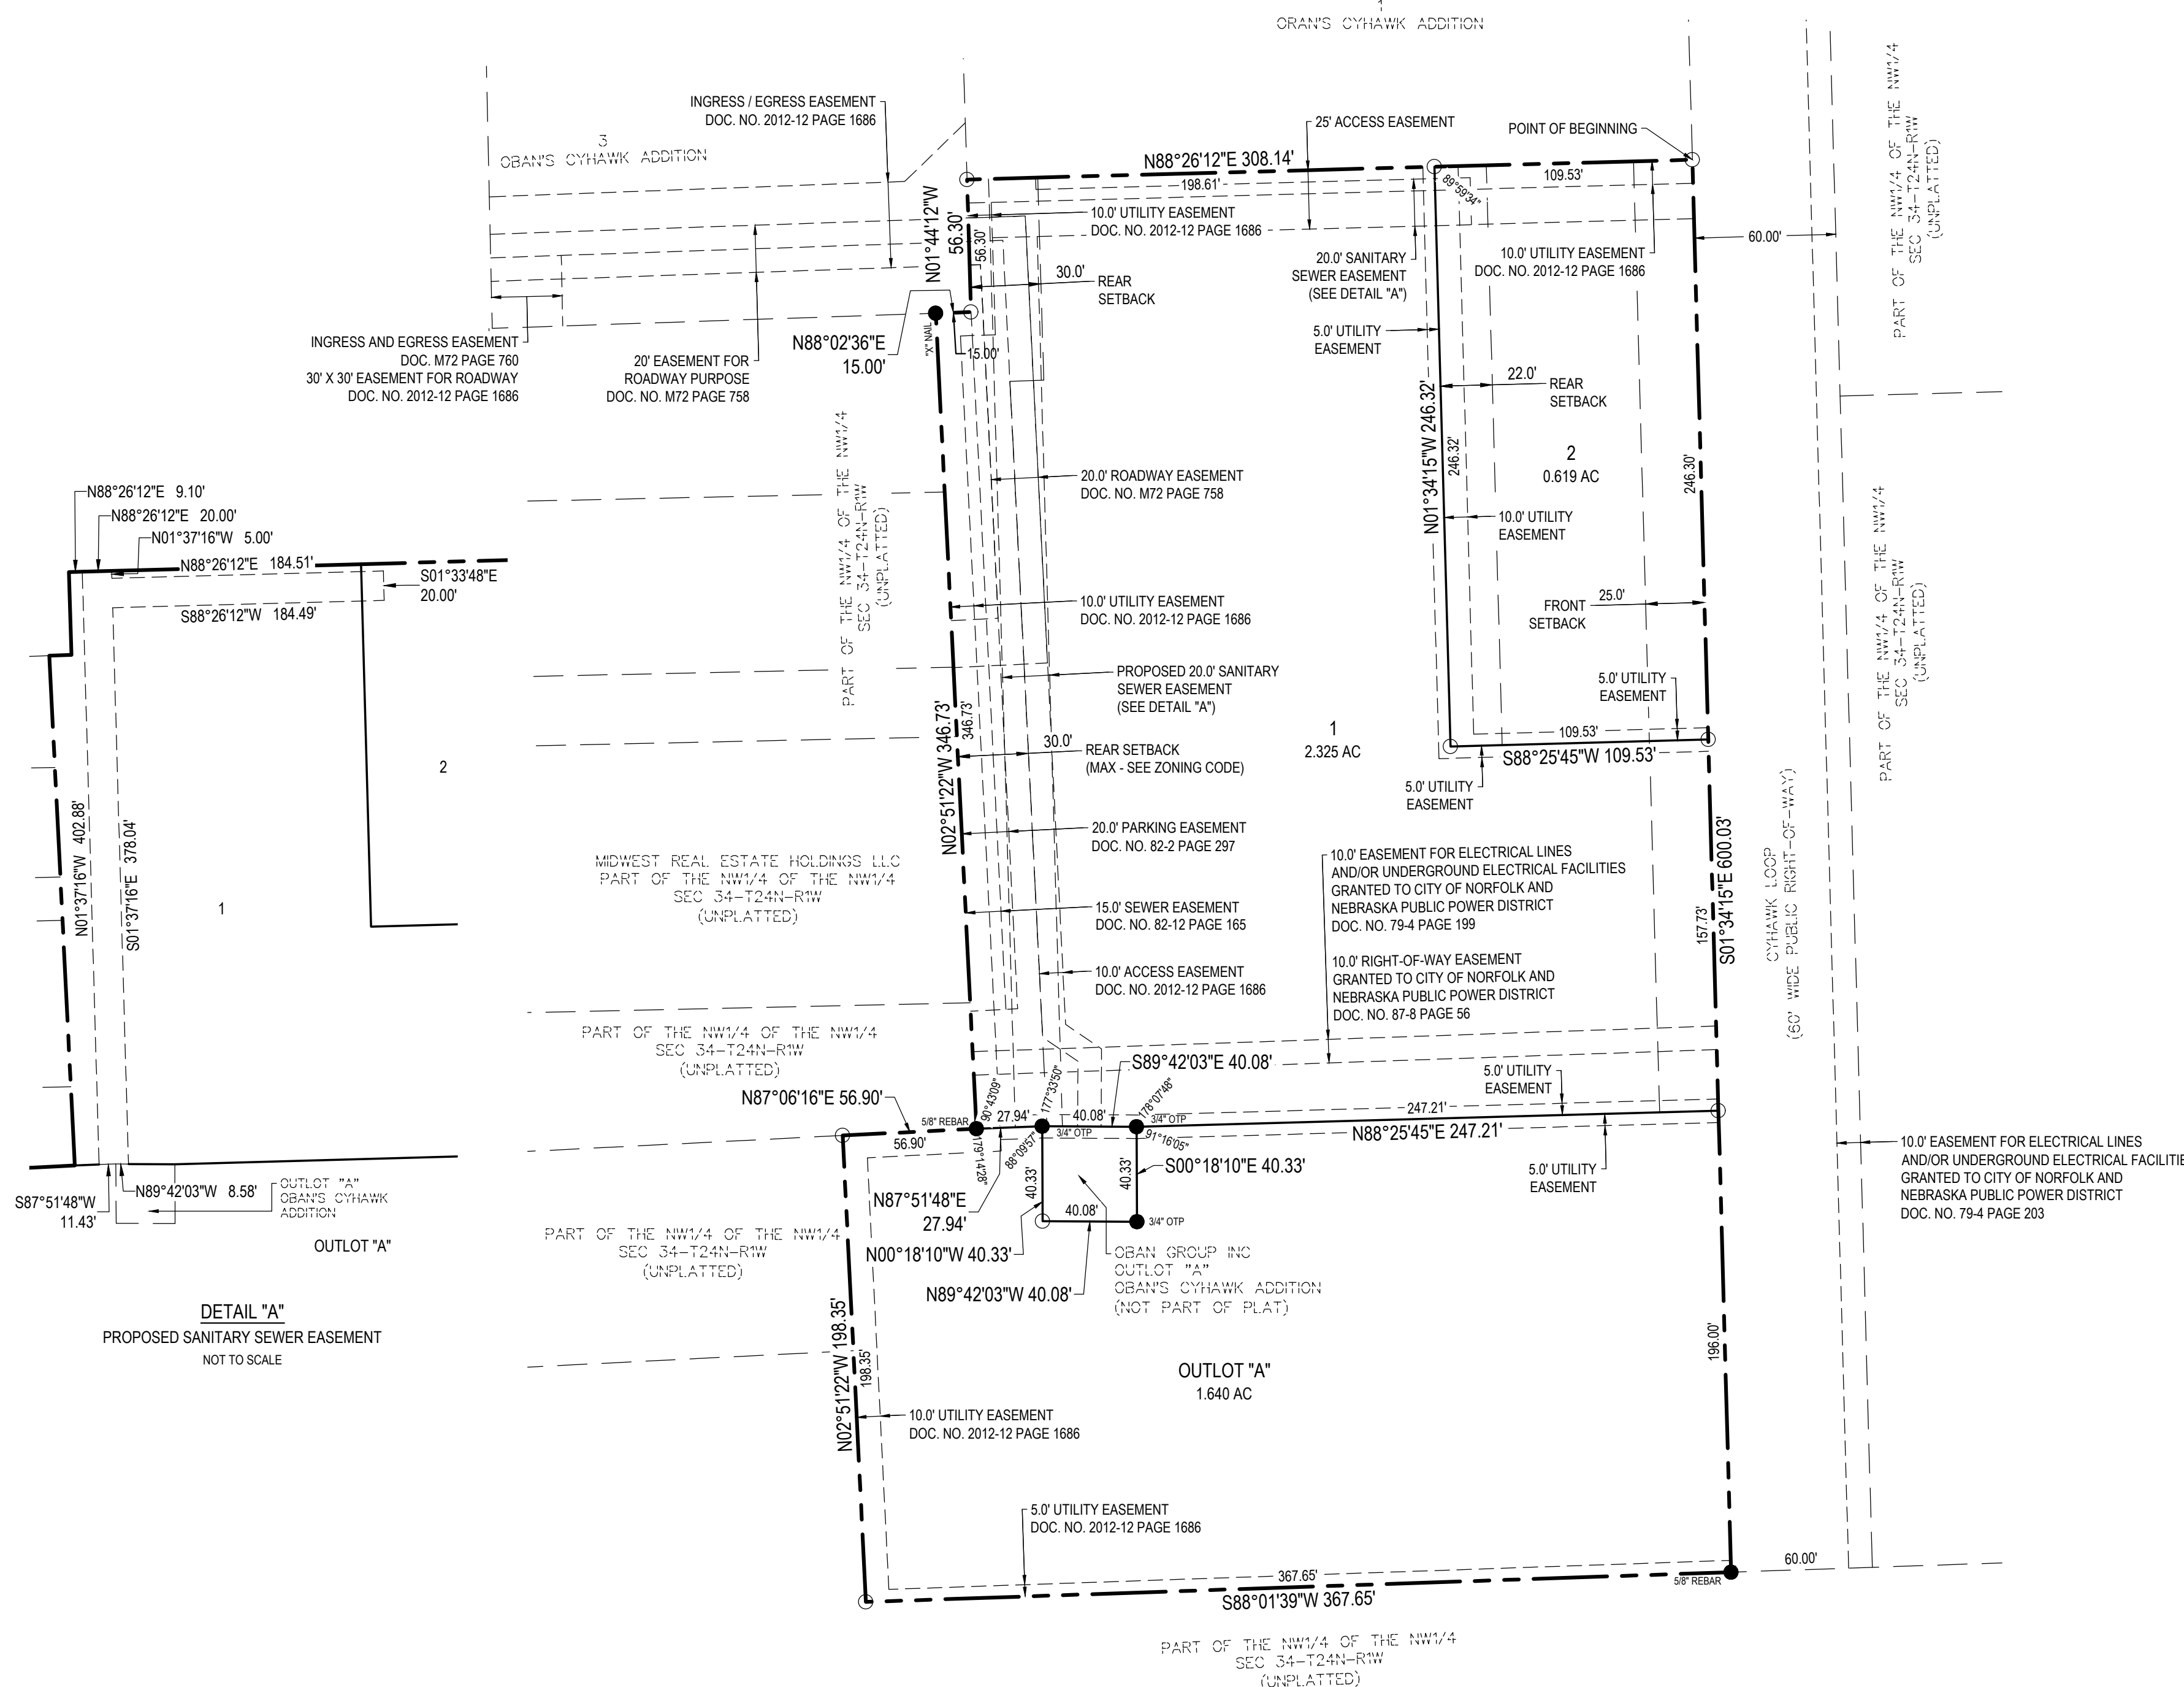 1
ORAN'S CYHAWK ADDITION
INGRESS / EGRESS EASEMENT
DOC. NO. 2012-12 PAGE 1686
3
OBAN'S CYHAWK ADDITION
25' ACCESS EASEMENT
POINT OF BEGINNING
N88°26'12"E 308.14'
198.61'
109.53'
89°59'34"
N01°44'12"W
56.30'
56.30'
10.0' UTILITY EASEMENT
DOC. NO. 2012-12 PAGE 1686
20.0' SANITARY
SEWER EASEMENT
(SEE DETAIL "A")
10.0' UTILITY EASEMENT
DOC. NO. 2012-12 PAGE 1686
60.00'
PART OF THE NW1/4 OF THE NW1/4
SEC 34-T24N-R1W
(UNPLATTED)
30.0'
REAR
SETBACK
INGRESS AND EGRESS EASEMENT
DOC. M72 PAGE 760
30' X 30' EASEMENT FOR ROADWAY
DOC. NO. 2012-12 PAGE 1686
20' EASEMENT FOR
ROADWAY PURPOSE
DOC. NO. M72 PAGE 758
N88°02'36"E
15.00'
"X" NAIL
15.00'
5.0' UTILITY
EASEMENT
22.0'
REAR
SETBACK
N01°34'15"W 246.32'
246.32'
2
0.619 AC
246.30'
PART OF THE NW1/4 OF THE NW1/4
SEC 34-T24N-R1W
(UNPLATTED)
20.0' ROADWAY EASEMENT
DOC. NO. M72 PAGE 758
10.0' UTILITY
EASEMENT
PART OF THE NW1/4 OF THE NW1/4
SEC 34-T24N-R1W
(UNPLATTED)
N88°26'12"E 9.10'
N88°26'12"E 20.00'
N01°37'16"W 5.00'
N88°26'12"E 184.51'
S01°33'48"E
20.00'
S88°26'12"W 184.49'
2
1
N01°37'16"W 402.88'
S01°37'16"E 378.04'
S87°51'48"W
11.43'
N89°42'03"W 8.58'
OUTLOT "A"
OBAN'S CYHAWK
ADDITION
OUTLOT "A"
DETAIL "A"
PROPOSED SANITARY SEWER EASEMENT
NOT TO SCALE
10.0' UTILITY EASEMENT
DOC. NO. 2012-12 PAGE 1686
FRONT
SETBACK
25.0'
PROPOSED 20.0' SANITARY
SEWER EASEMENT
(SEE DETAIL "A")
5.0' UTILITY
EASEMENT
109.53'
S88°25'45"W 109.53'
5.0' UTILITY
EASEMENT
1
2.325 AC
N02°51'22"W 346.73'
346.73'
30.0'
REAR SETBACK
(MAX - SEE ZONING CODE)
20.0' PARKING EASEMENT
DOC. NO. 82-2 PAGE 297
MIDWEST REAL ESTATE HOLDINGS LLC
PART OF THE NW1/4 OF THE NW1/4
SEC 34-T24N-R1W
(UNPLATTED)
15.0' SEWER EASEMENT
DOC. NO. 82-12 PAGE 165
10.0' ACCESS EASEMENT
DOC. NO. 2012-12 PAGE 1686
10.0' EASEMENT FOR ELECTRICAL LINES
AND/OR UNDERGROUND ELECTRICAL FACILITIES
GRANTED TO CITY OF NORFOLK AND
NEBRASKA PUBLIC POWER DISTRICT
DOC. NO. 79-4 PAGE 199
10.0' RIGHT-OF-WAY EASEMENT
GRANTED TO CITY OF NORFOLK AND
NEBRASKA PUBLIC POWER DISTRICT
DOC. NO. 87-8 PAGE 56
157.73'
S01°34'15"E 600.03'
CYHAWK LOOP
(60' WIDE PUBLIC RIGHT-OF-WAY)
PART OF THE NW1/4 OF THE NW1/4
SEC 34-T24N-R1W
(UNPLATTED)
S89°42'03"E 40.08'
5.0' UTILITY
EASEMENT
N87°06'16"E 56.90'
56.90'
5/8" REBAR
90°43'09"
27.94'
177°33'50"
40.08'
178°07'48"
3/4" OTP
3/4" OTP
91°16'05"
88°09'57"
179°14'28"
247.21'
N88°25'45"E 247.21'
5.0' UTILITY
EASEMENT
10.0' EASEMENT FOR ELECTRICAL LINES
AND/OR UNDERGROUND ELECTRICAL FACILITIE
GRANTED TO CITY OF NORFOLK AND
NEBRASKA PUBLIC POWER DISTRICT
DOC. NO. 79-4 PAGE 203
40.33'
40.33'
S00°18'10"E 40.33'
N87°51'48"E
27.94'
40.08'
3/4" OTP
N00°18'10"W 40.33'
N89°42'03"W 40.08'
OBAN GROUP INC
OUTLOT "A"
OBAN'S CYHAWK ADDITION
(NOT PART OF PLAT)
PART OF THE NW1/4 OF THE NW1/4
SEC 34-T24N-R1W
(UNPLATTED)
N02°51'22"W 198.35'
198.35'
OUTLOT "A"
1.640 AC
196.00'
10.0' UTILITY EASEMENT
DOC. NO. 2012-12 PAGE 1686
5.0' UTILITY EASEMENT
DOC. NO. 2012-12 PAGE 1686
367.65'
S88°01'39"W 367.65'
5/8" REBAR
60.00'
PART OF THE NW1/4 OF THE NW1/4
SEC 34-T24N-R1W
(UNPLATTED)